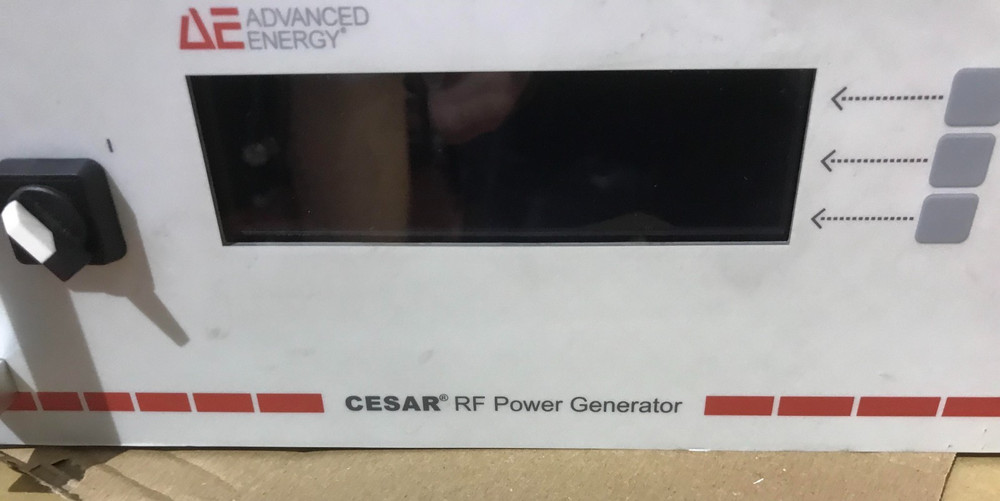 ADVANCED
ENERGY®
CESAR® RF Power Generator